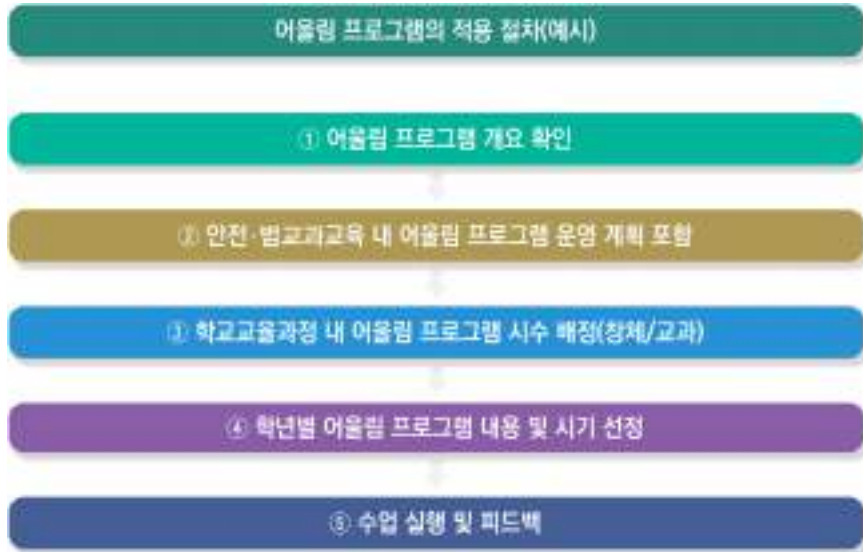 어울림 프로그램의 적용 절차(예시)
① 어울림 프로그램 개요 확인
② 안전·범교과교육 내 어울림 프로그램 운영 계획 포함
③ 학교교육과정 내 어울림 프로그램 시수 배정(창체/교과)
④ 학년별 어울림 프로그램 내용 및 시기 선정
⑤ 수업 실행 및 피드백